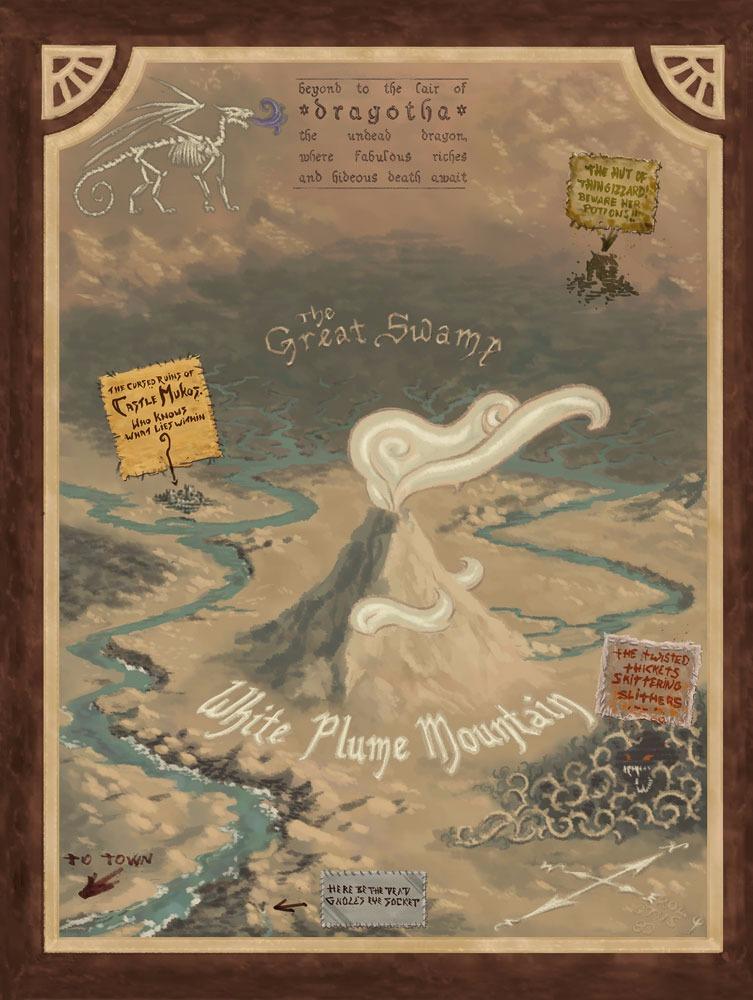 beyond to the lair of
*dragotha*
the undead dragon,
where fabulous riches
and hideous death await
THE HUT OF
THINGIZZARD!
BEWARE HER
POTIONS!!
The
Great Swamp
THE CURSED RUINS OF
CASTLE MUKOS.
WHO KNOWS
WHAT LIES WITHIN
?
THE TWISTED
THICKETS
SKITTERING
SLITHERS
White Plume Mountain
TO TOWN
HERE BE THE DEAD
GNOLL'S EYE SOCKET